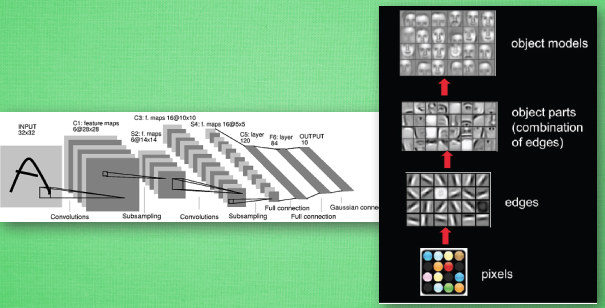 INPUT
32x32
C1: feature maps
6@28x28
S2: f. maps
6@14x14
C3: f. maps 16@10x10
S4: f. maps 16@5x5
C5: layer
120
F6: layer
84
OUTPUT
10
Convolutions
Subsampling
Convolutions
Subsampling
Full connection
Full connection
Gaussian connec
object models
object parts
(combination
of edges)
edges
pixels